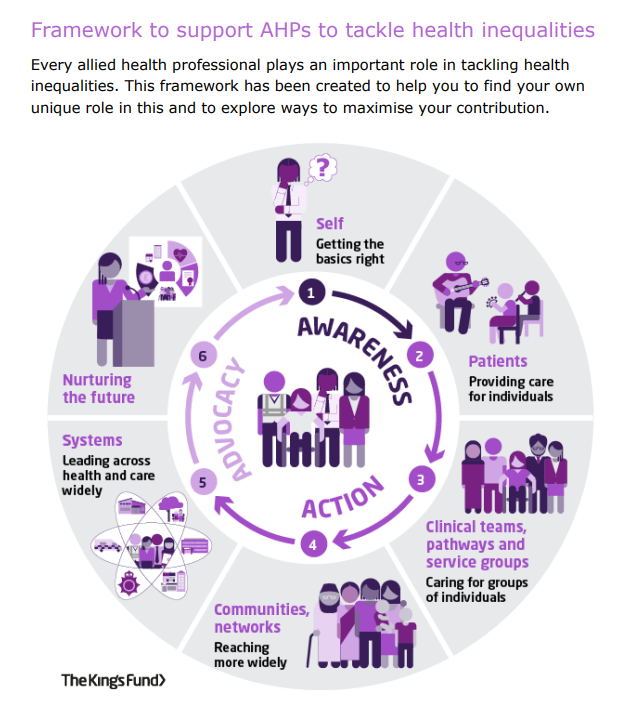 Framework to support AHPs to tackle health inequalities
Every allied health professional plays an important role in tackling health
inequalities. This framework has been created to help you to find your own
unique role in this and to explore ways to maximise your contribution.
?
Self
Getting the
basics right
1
AWARENESS
2
Patients
Providing care
for individuals
3
Clinical teams,
pathways and
service groups
Caring for groups
of individuals
ACTION
4
Communities,
networks
Reaching
more widely
5
ADVOCACY
Systems
Leading across
health and care
widely
6
Nurturing
the future
TheKing'sFund>